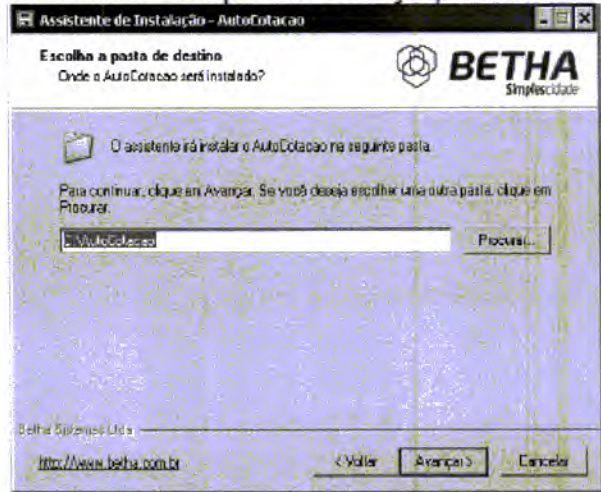 Assistente de Instalação - AutoCotacao
Escolha a pasta de destino
Onde o AutoCotacao será instalado?
BETHA
Simplescidade
O assistente irá instalar o AutoCotacao na seguinte pasta.
Para continuar, clique em Avançar. Se você deseja escolher uma outra pasta, clique em
Procurar.
C:\AutoCotacao
Procurar...
Betha Sistemas Ltda
http://www.betha.com.br
< Voltar
Avançar >
Cancelar